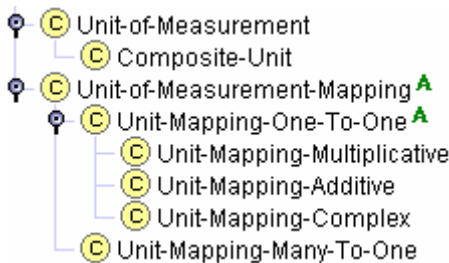 C Unit-of-Measurement
C Composite-Unit
C Unit-of-Measurement-Mapping A
C Unit-Mapping-One-To-One A
C Unit-Mapping-Multiplicative
C Unit-Mapping-Additive
C Unit-Mapping-Complex
C Unit-Mapping-Many-To-One